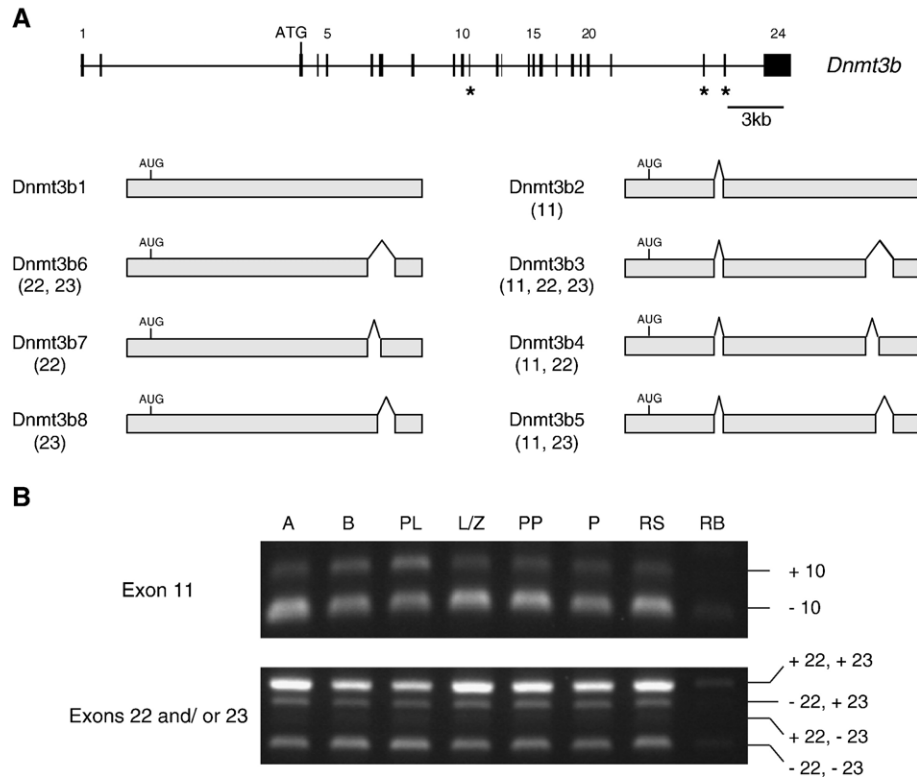 A
1 ATG 5 10 15 20 24
Dnmt3b
* * *
3kb
Dnmt3b1 AUG
Dnmt3b2 AUG
(11)
Dnmt3b6 AUG
(22, 23)
Dnmt3b3 AUG
(11, 22, 23)
Dnmt3b7 AUG
(22)
Dnmt3b4 AUG
(11, 22)
Dnmt3b8 AUG
(23)
Dnmt3b5 AUG
(11, 23)
B
A B PL L/Z PP P RS RB
Exon 11
+ 10
- 10
Exons 22 and/ or 23
+ 22, + 23
- 22, + 23
+ 22, - 23
- 22, - 23